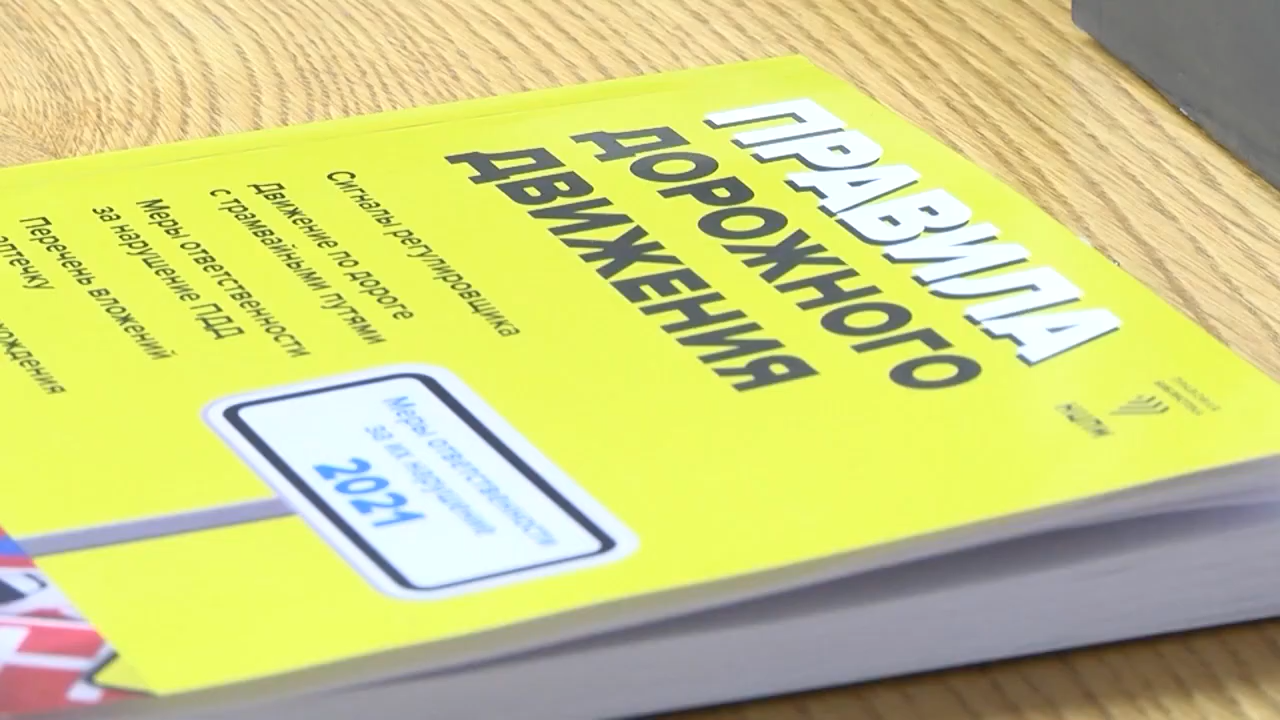 ПРАВИЛА
ДОРОЖНОГО
ДВИЖЕНИЯ
НЦПИ
Сигналы регулировщика
Движение по дороге
с трамвайными путями
Меры ответственности
за нарушение ПДД
Перечень вложений
аптечку
хождения
Меры ответственности
за их нарушение
2021